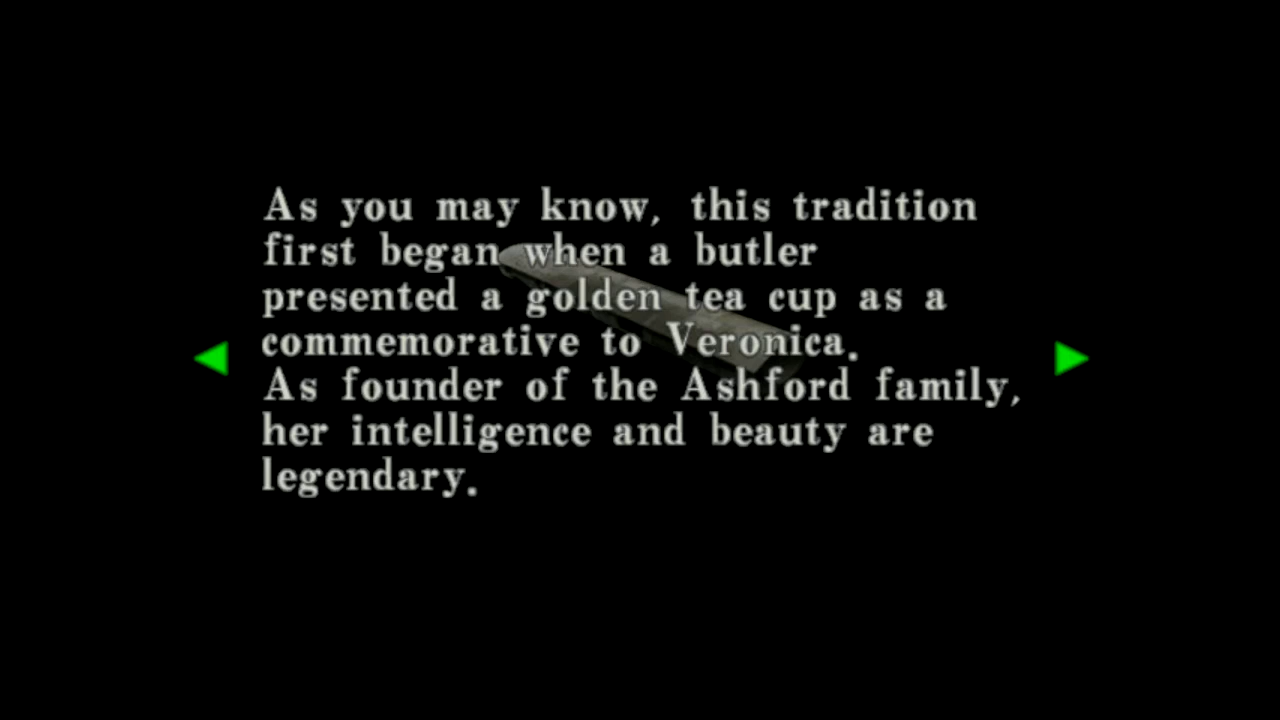 As you may know, this tradition
first began when a butler
presented a golden tea cup as a
commemorative to Veronica.
As founder of the Ashford family,
her intelligence and beauty are
legendary.